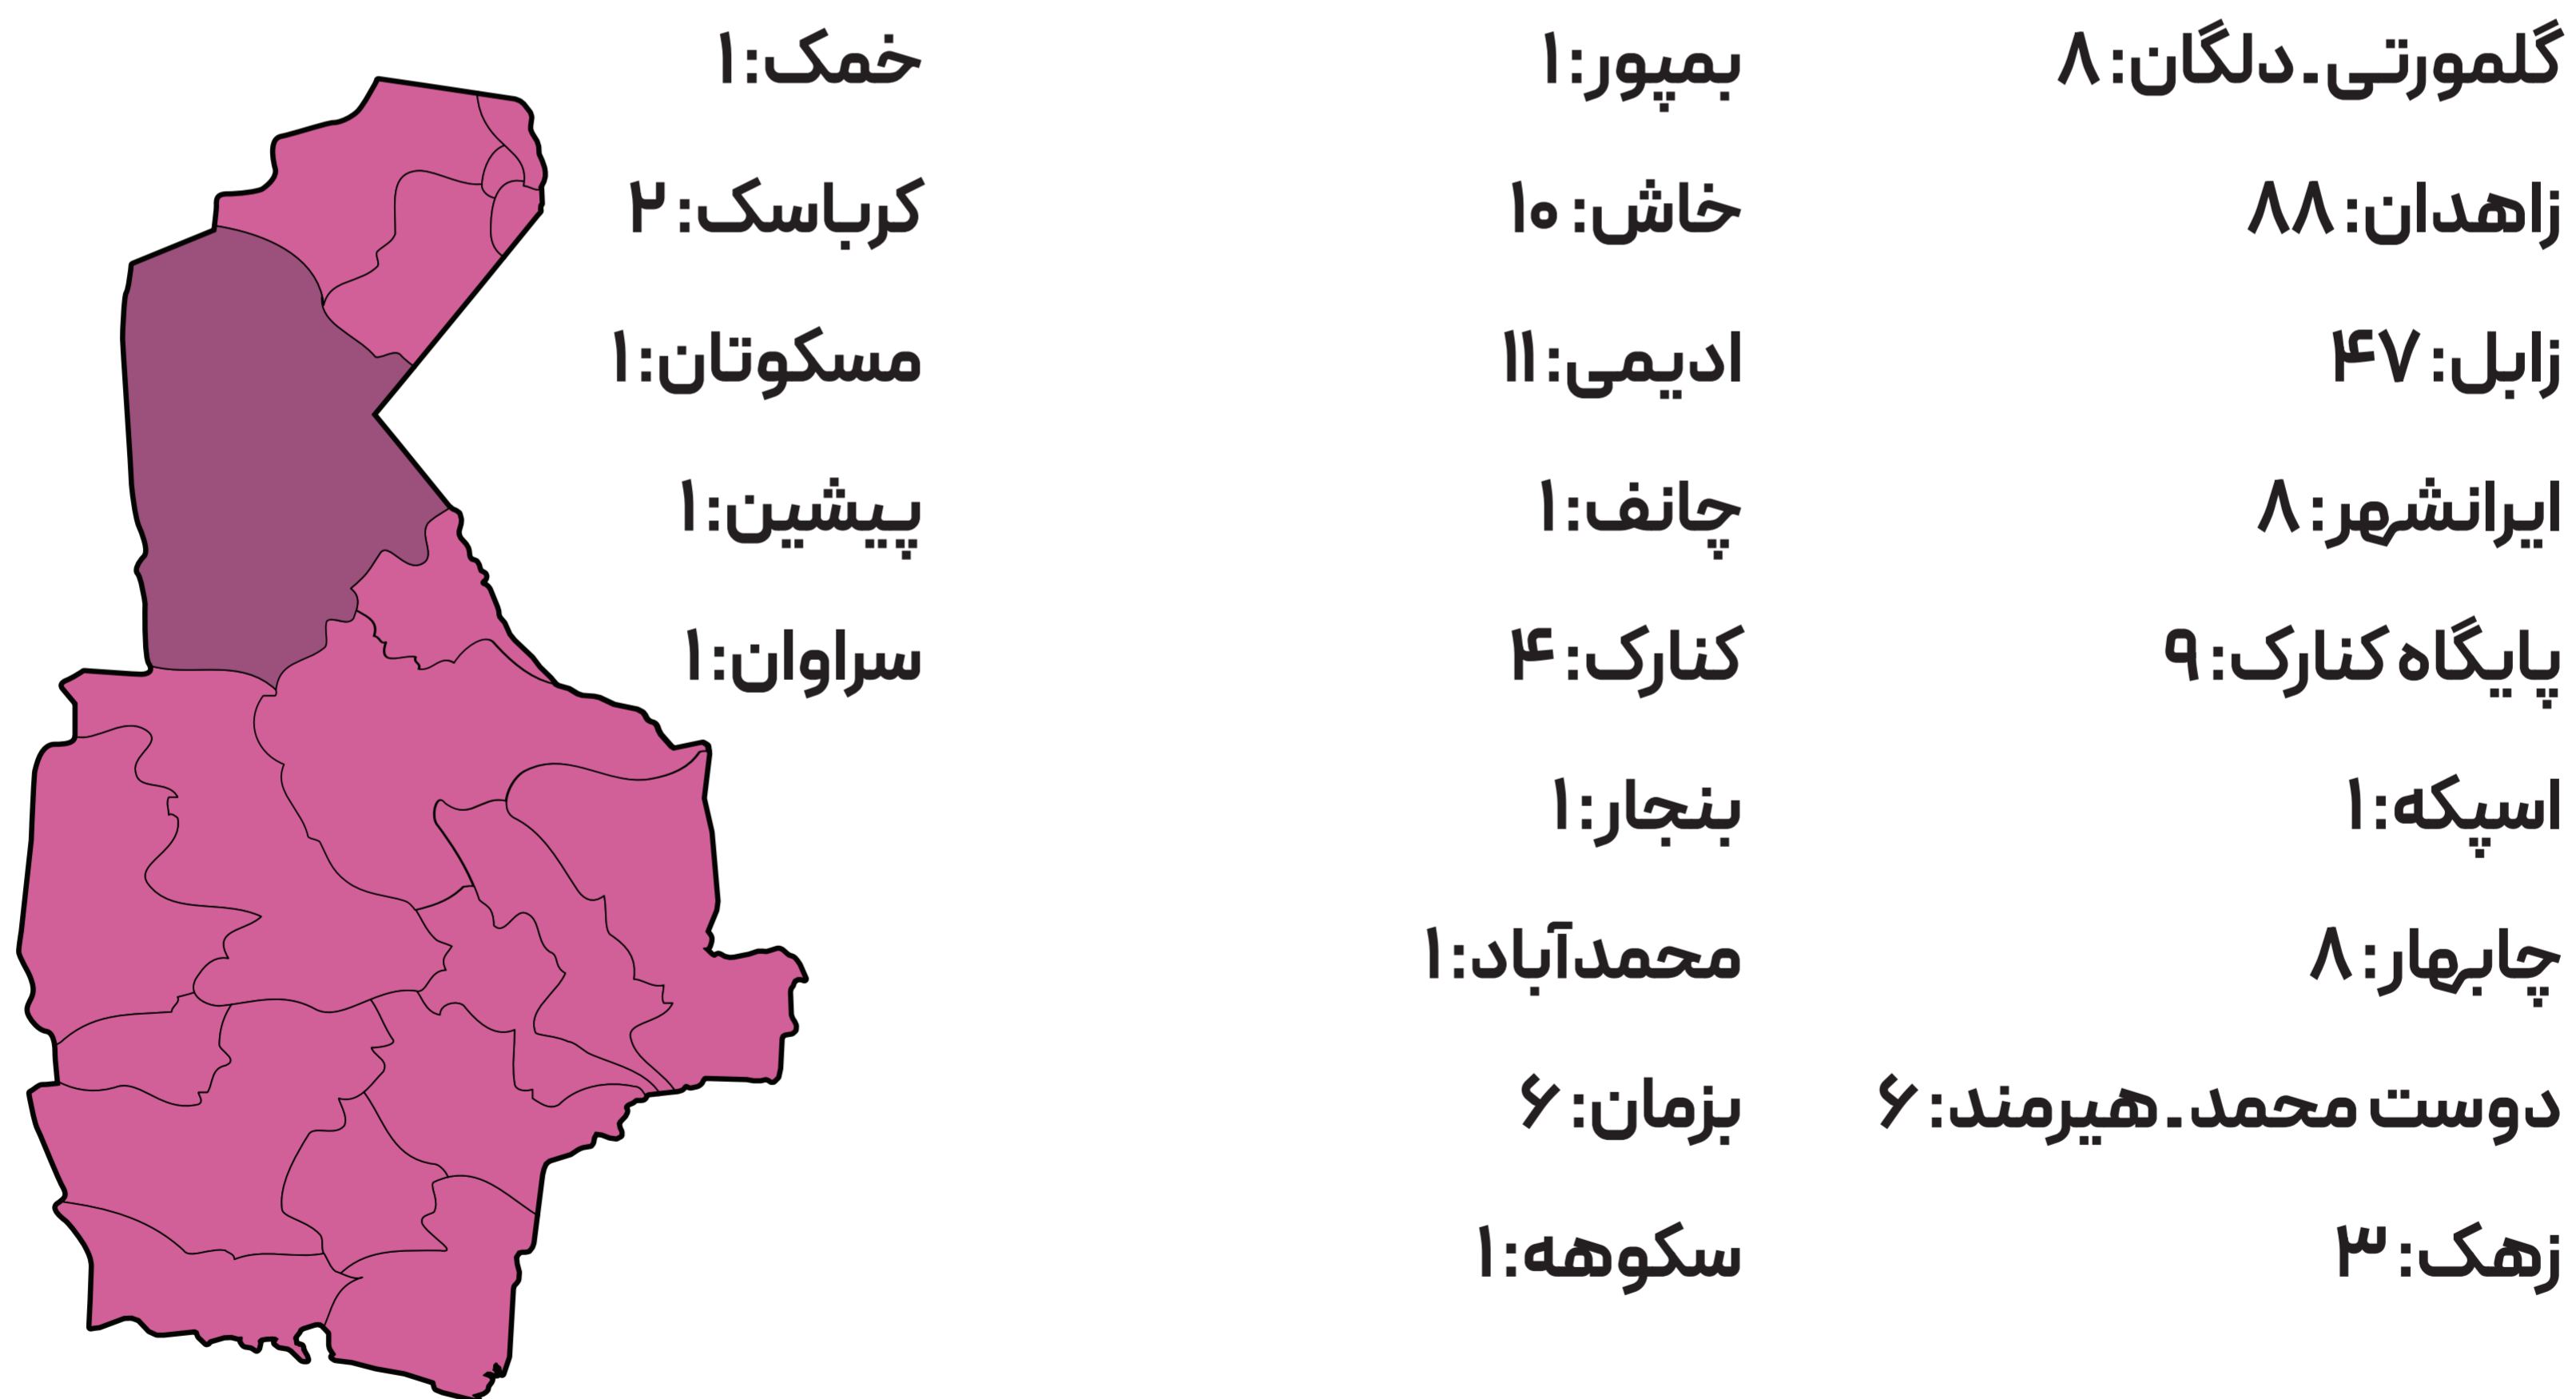 گلمورتی ـ دلگان: ۸
زاهدان: ۸۸
زابل: ۴۷
ایرانشهر: ۸
پایگاه کنارک: ۹
اسپکه: ۱
چابهار: ۸
دوست محمد ـ هیرمند: ۶
زهک: ۳
بمپور: ۱
خاش: ۱۰
ادیمی: ۱۱
چانف: ۱
کنارک: ۴
بنجار: ۱
محمدآباد: ۱
بزمان: ۶
سکوهه: ۱
خمک: ۱
کرباسک: ۲
مسکوتان: ۱
پیشین: ۱
سراوان: ۱